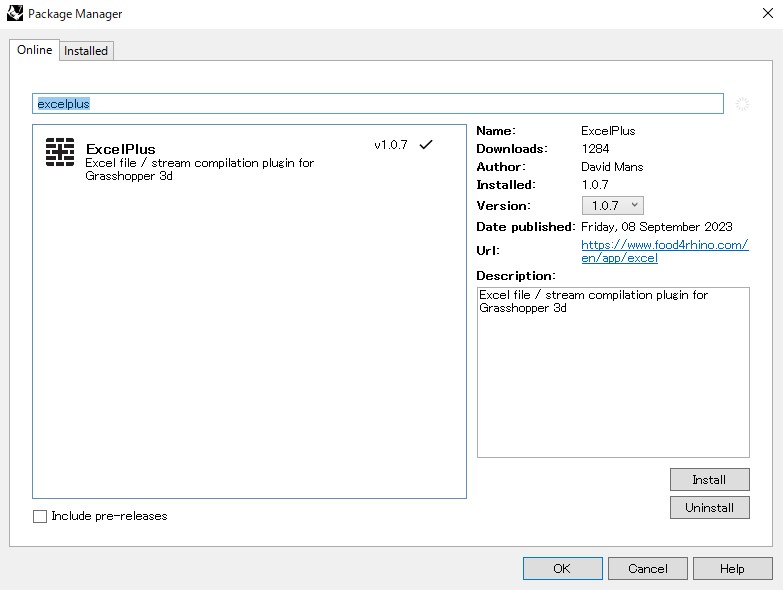 Package Manager
Online
Installed
excelplus
ExcelPlus
v1.0.7
Excel file / stream compilation plugin for
Grasshopper 3d
Name: ExcelPlus
Downloads: 1284
Author: David Mans
Installed: 1.0.7
Version: 1.0.7
Date published: Friday, 08 September 2023
Url: https://www.food4rhino.com/
en/app/excel
Description:
Excel file / stream compilation plugin for
Grasshopper 3d
Install
Uninstall
Include pre-releases
OK
Cancel
Help